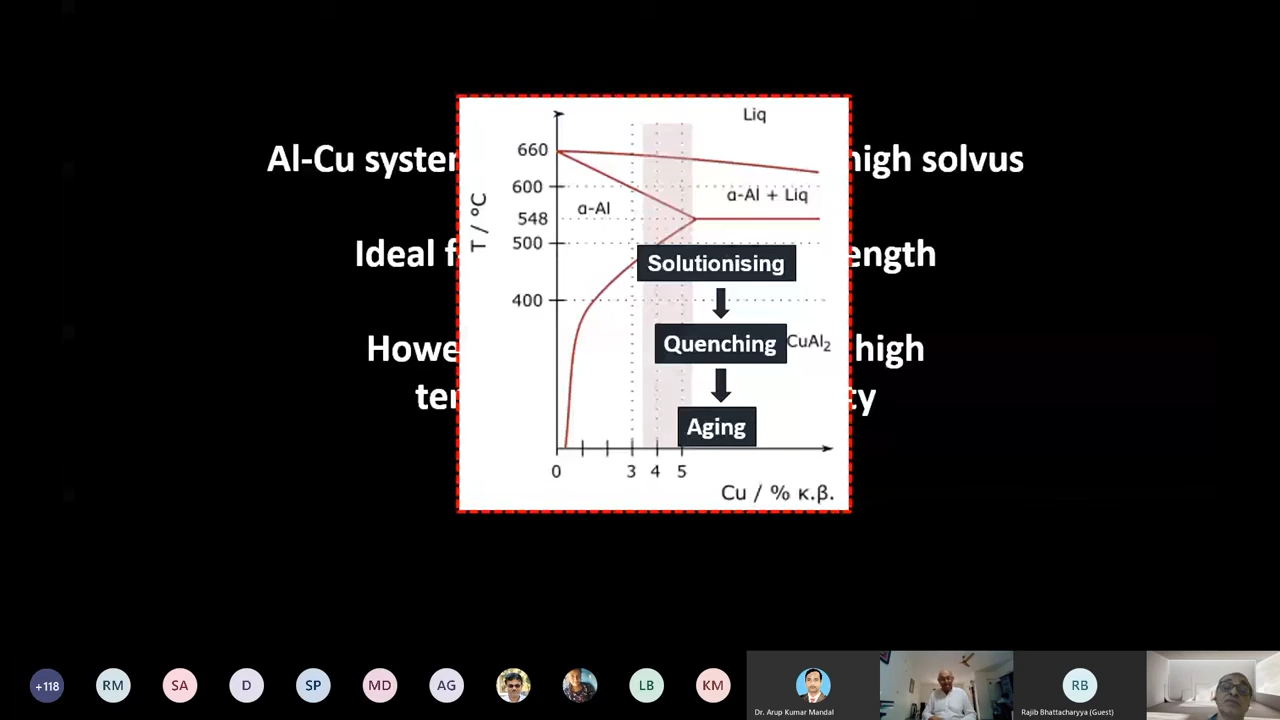 Al-Cu system
high solvus
Ideal f
ength
Howe
high
ter
ty
Liq
660
600
548
500
400
T / °C
α-Al
α-Al + Liq
Solutionising
Quenching
CuAl₂
Aging
0 3 4 5
Cu / % κ.β.
+118
RM
SA
D
SP
MD
AG
LB
KM
Dr. Arup Kumar Mandal
RB
Rajib Bhattacharyya (Guest)